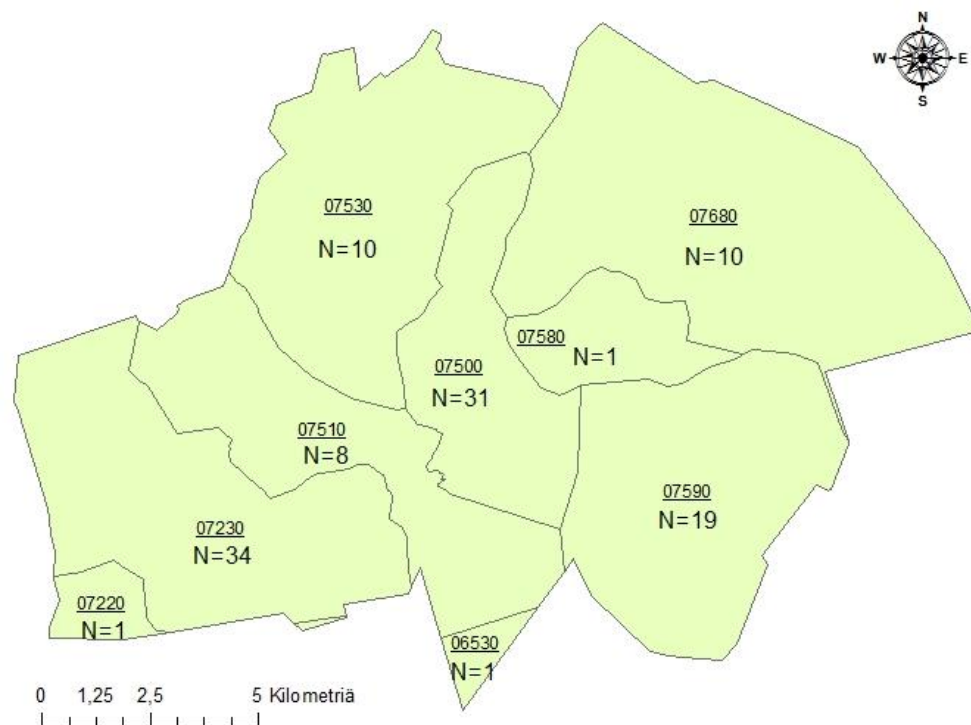 N
W E
S
07530
N=10
07680
N=10
07580
N=1
07500
N=31
07510
N=8
07590
N=19
07230
N=34
07220
N=1
06530
N=1
0 1,25 2,5 5 Kilometriä